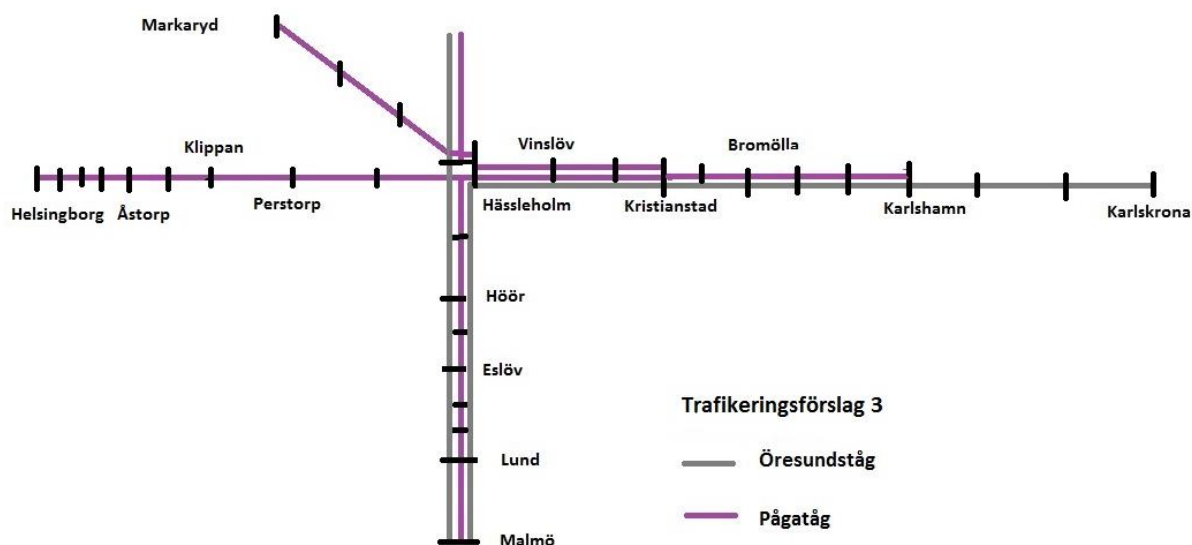 Markaryd
Klippan
Vinslöv
Bromölla
Helsingborg
Åstorp
Perstorp
Hässleholm
Kristianstad
Karlshamn
Karlskrona
Höör
Eslöv
Trafikeringsförslag 3
Lund
Öresundståg
Pågatåg
Malmö